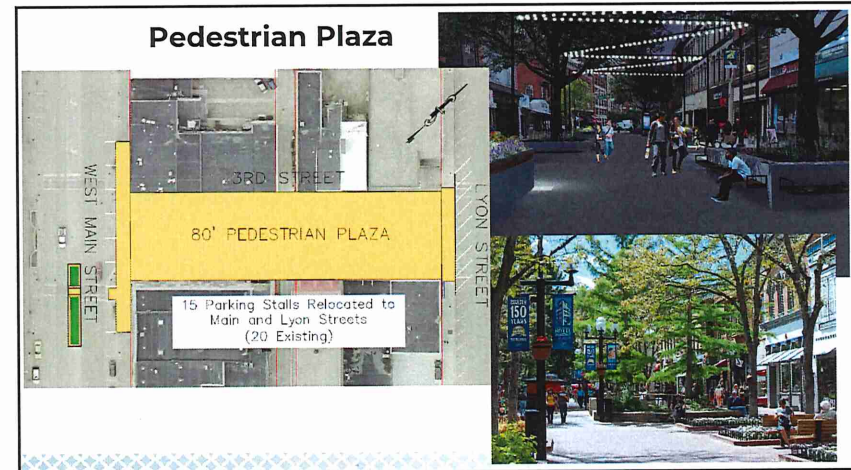 Pedestrian Plaza
WEST MAIN STREET
3RD STREET
80' PEDESTRIAN PLAZA
LYON STREET
15 Parking Stalls Relocated to
Main and Lyon Streets
(20 Existing)
150
YEARS